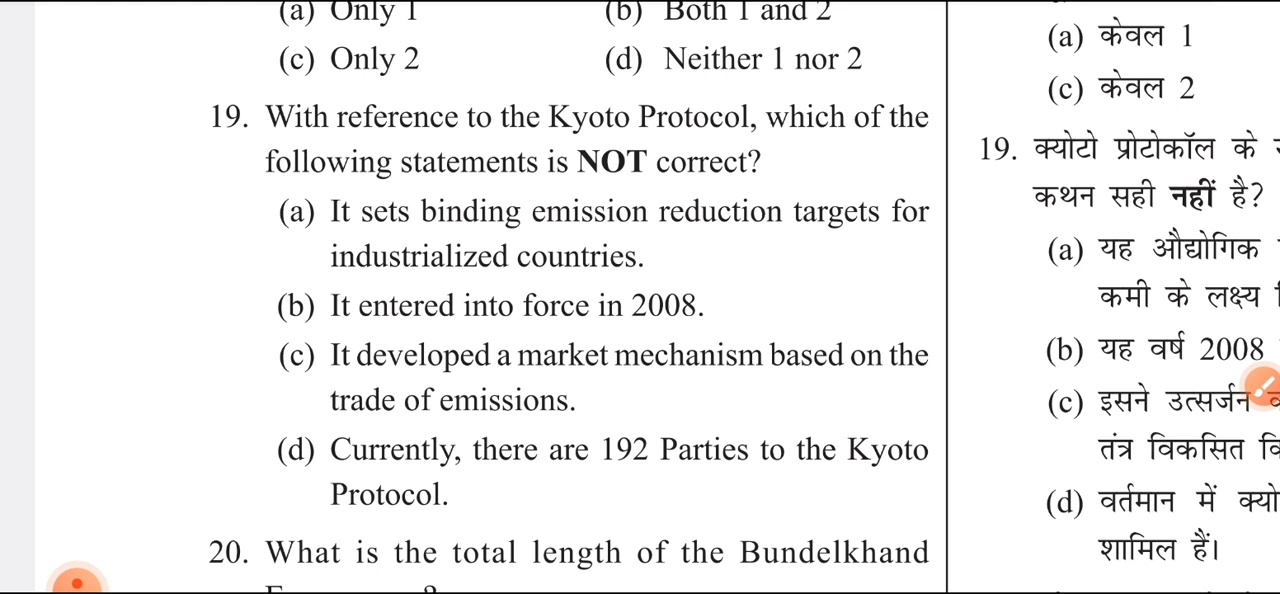 (a) Only 1 (b) Both 1 and 2
(c) Only 2 (d) Neither 1 nor 2
19. With reference to the Kyoto Protocol, which of the
following statements is NOT correct?
(a) It sets binding emission reduction targets for
industrialized countries.
(b) It entered into force in 2008.
(c) It developed a market mechanism based on the
trade of emissions.
(d) Currently, there are 192 Parties to the Kyoto
Protocol.
20. What is the total length of the Bundelkhand
(a) केवल 1
(c) केवल 2
19. क्योटो प्रोटोकॉल के
कथन सही नहीं है?
(a) यह औद्योगिक
कमी के लक्ष्य
(b) यह वर्ष 2008
(c) इसने उत्सर्जन
तंत्र विकसित
(d) वर्तमान में
शामिल हैं।